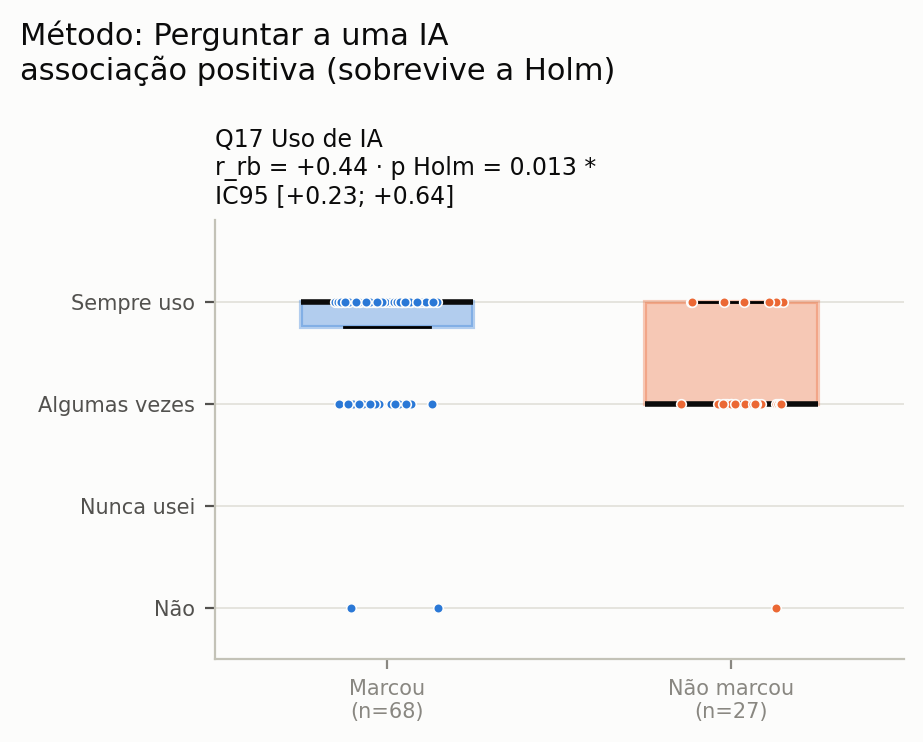 Método: Perguntar a uma IA
associação positiva (sobrevive a Holm)
Q17 Uso de IA
r_rb = +0.44 · p Holm = 0.013 *
IC95 [+0.23; +0.64]
Sempre uso
Algumas vezes
Nunca usei
Não
Marcou
(n=68)
Não marcou
(n=27)